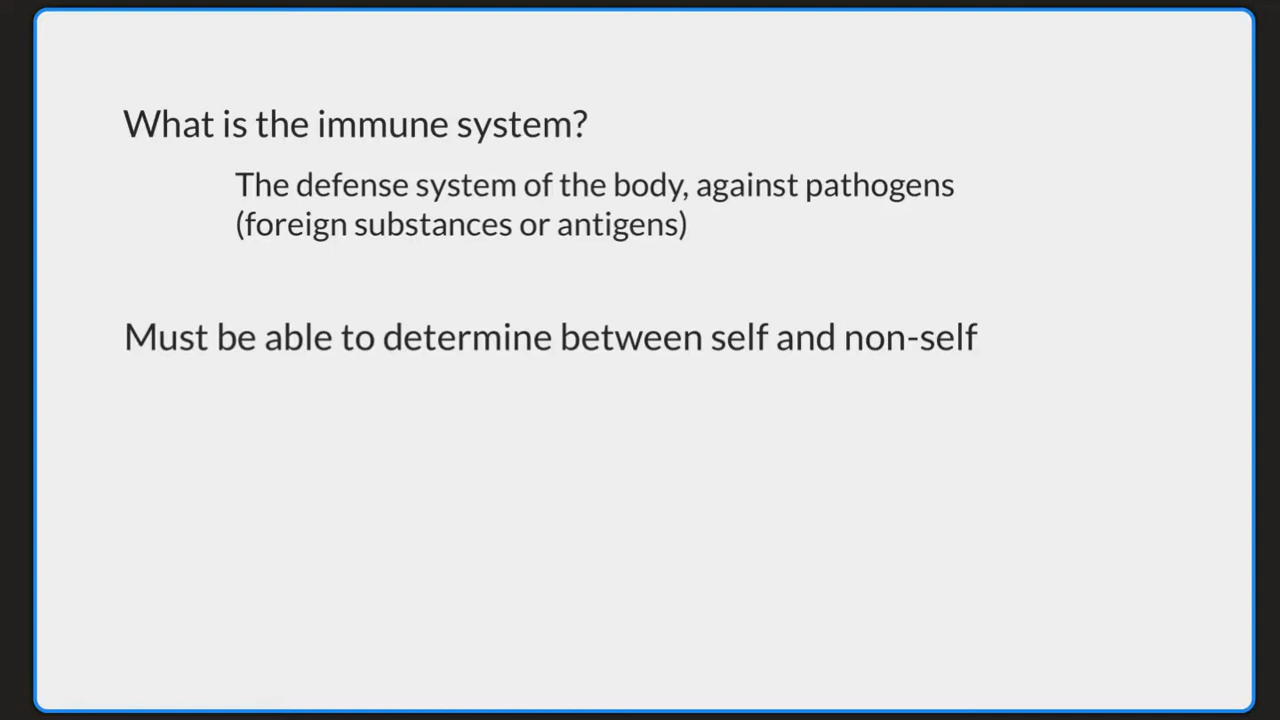 What is the immune system?
The defense system of the body, against pathogens
(foreign substances or antigens)
Must be able to determine between self and non-self